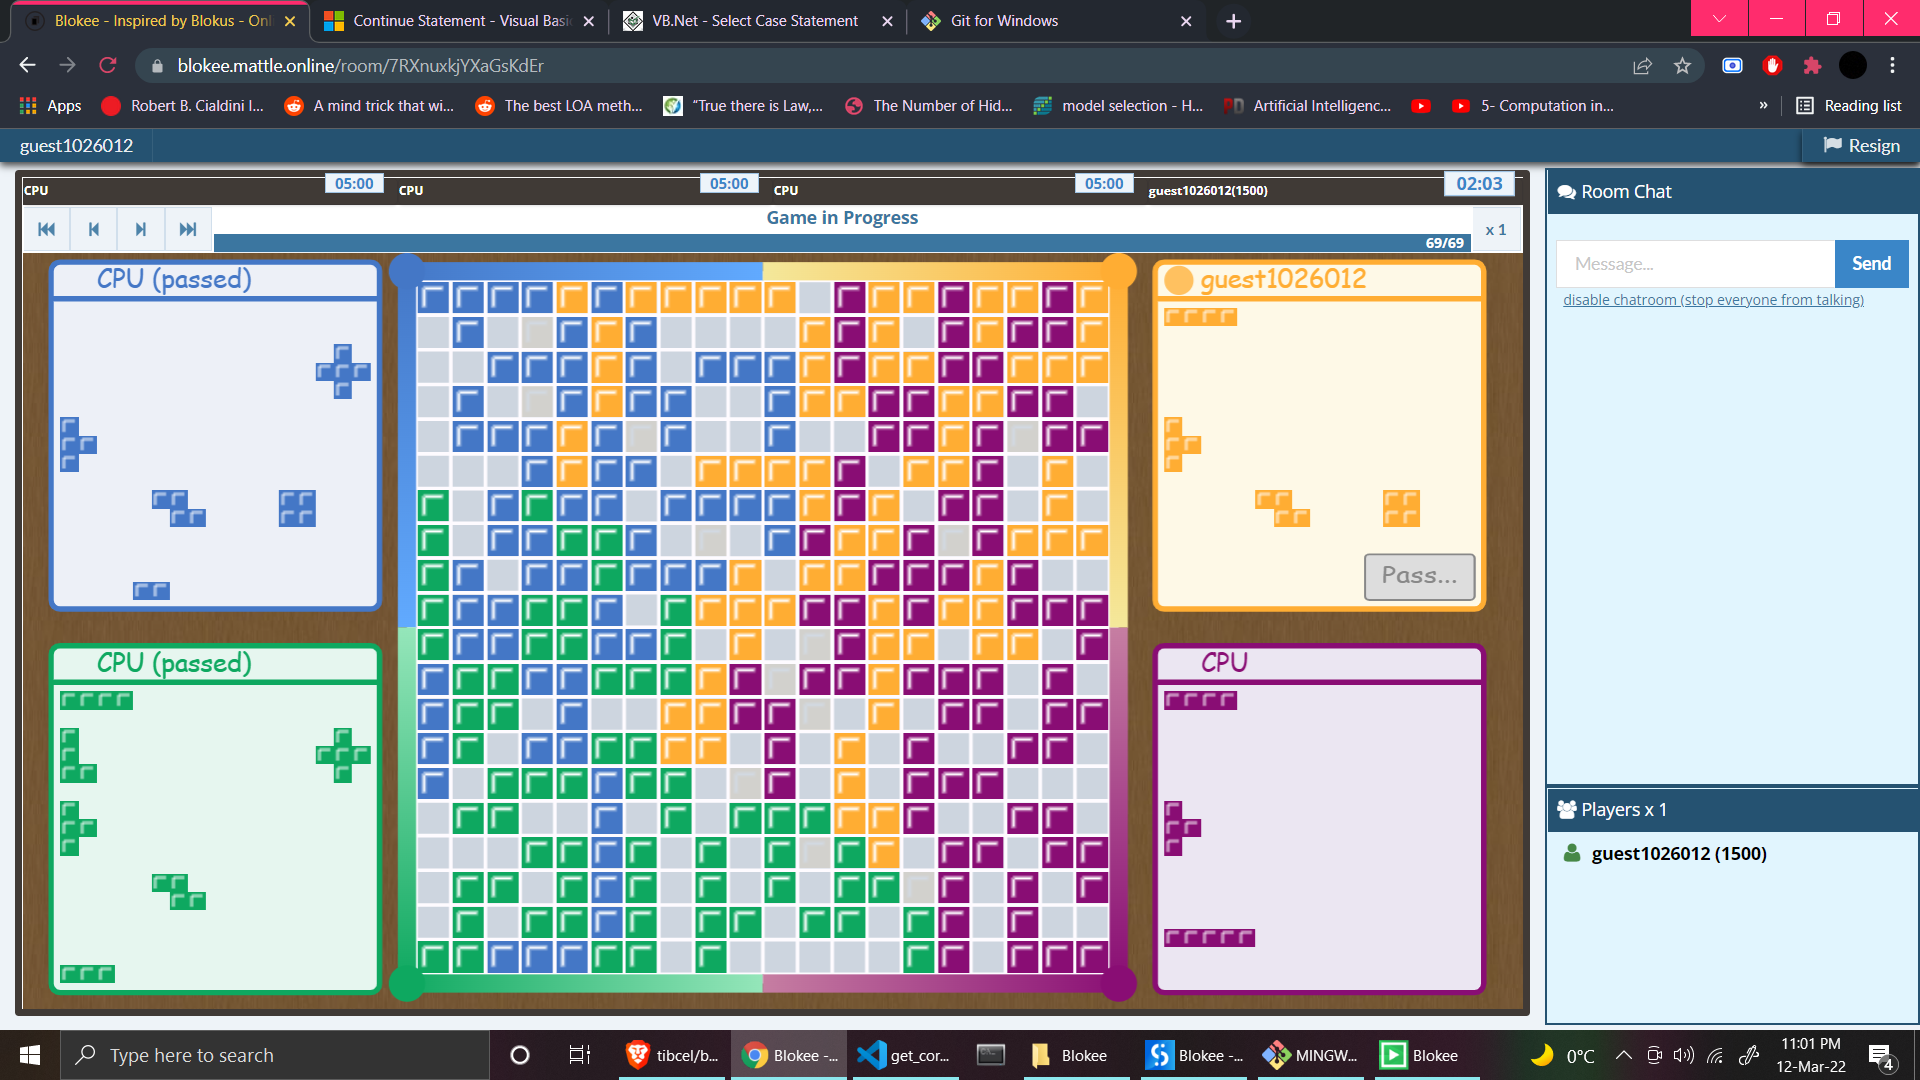 Blokee - Inspired by Blokus - Onl
Continue Statement - Visual Basi
VB.Net - Select Case Statement
Git for Windows
blokee.mattle.online/room/7RXnuxkjYXaGsKdEr
Apps
Robert B. Cialdini I...
A mind trick that wi...
The best LOA meth...
“True there is Law,...
The Number of Hid...
model selection - H...
Artificial Intelligenc...
5- Computation in...
»
Reading list
guest1026012
Resign
CPU
05:00
CPU
05:00
CPU
05:00
guest1026012(1500)
02:03
Game in Progress
69/69
x 1
CPU (passed)
guest1026012
Pass...
CPU (passed)
CPU
Room Chat
Message...
Send
disable chatroom (stop everyone from talking)
Players x 1
guest1026012 (1500)
Type here to search
tibcel/b...
Blokee -...
get_cor...
Blokee
Blokee -...
MINGW...
Blokee
0°C
11:01 PM
12-Mar-22
4